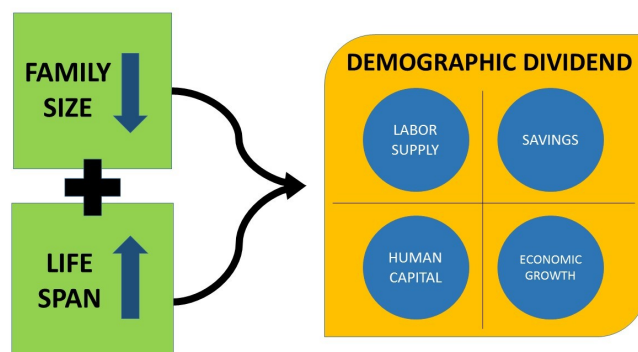 FAMILY
SIZE
LIFE
SPAN
DEMOGRAPHIC DIVIDEND
LABOR
SUPPLY
SAVINGS
HUMAN
CAPITAL
ECONOMIC
GROWTH